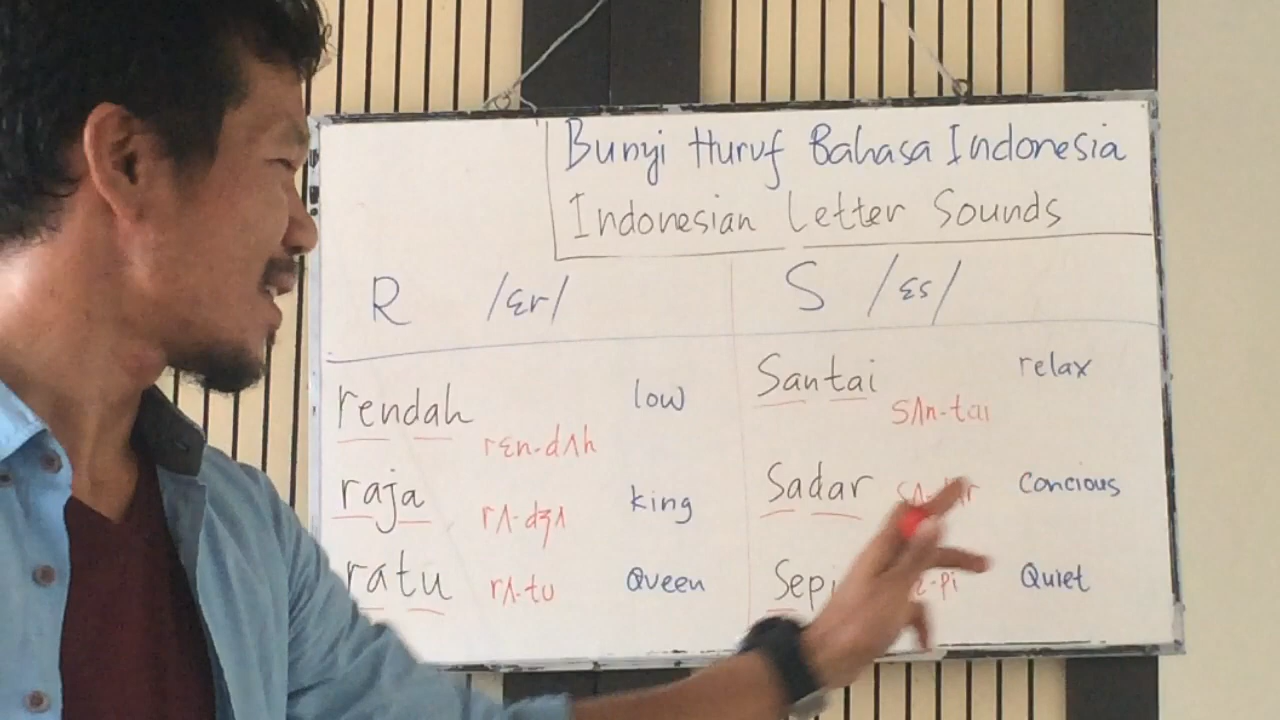 Bunyi Huruf Bahasa Indonesia
Indonesian Letter Sounds
R /ɛr/ S /ɛs/
rendah rɛn-dʌh low
raja rʌ-dʒʌ king
ratu rʌ-tu Queen
Santai sʌn-tai relax
Sadar Concious
Quiet